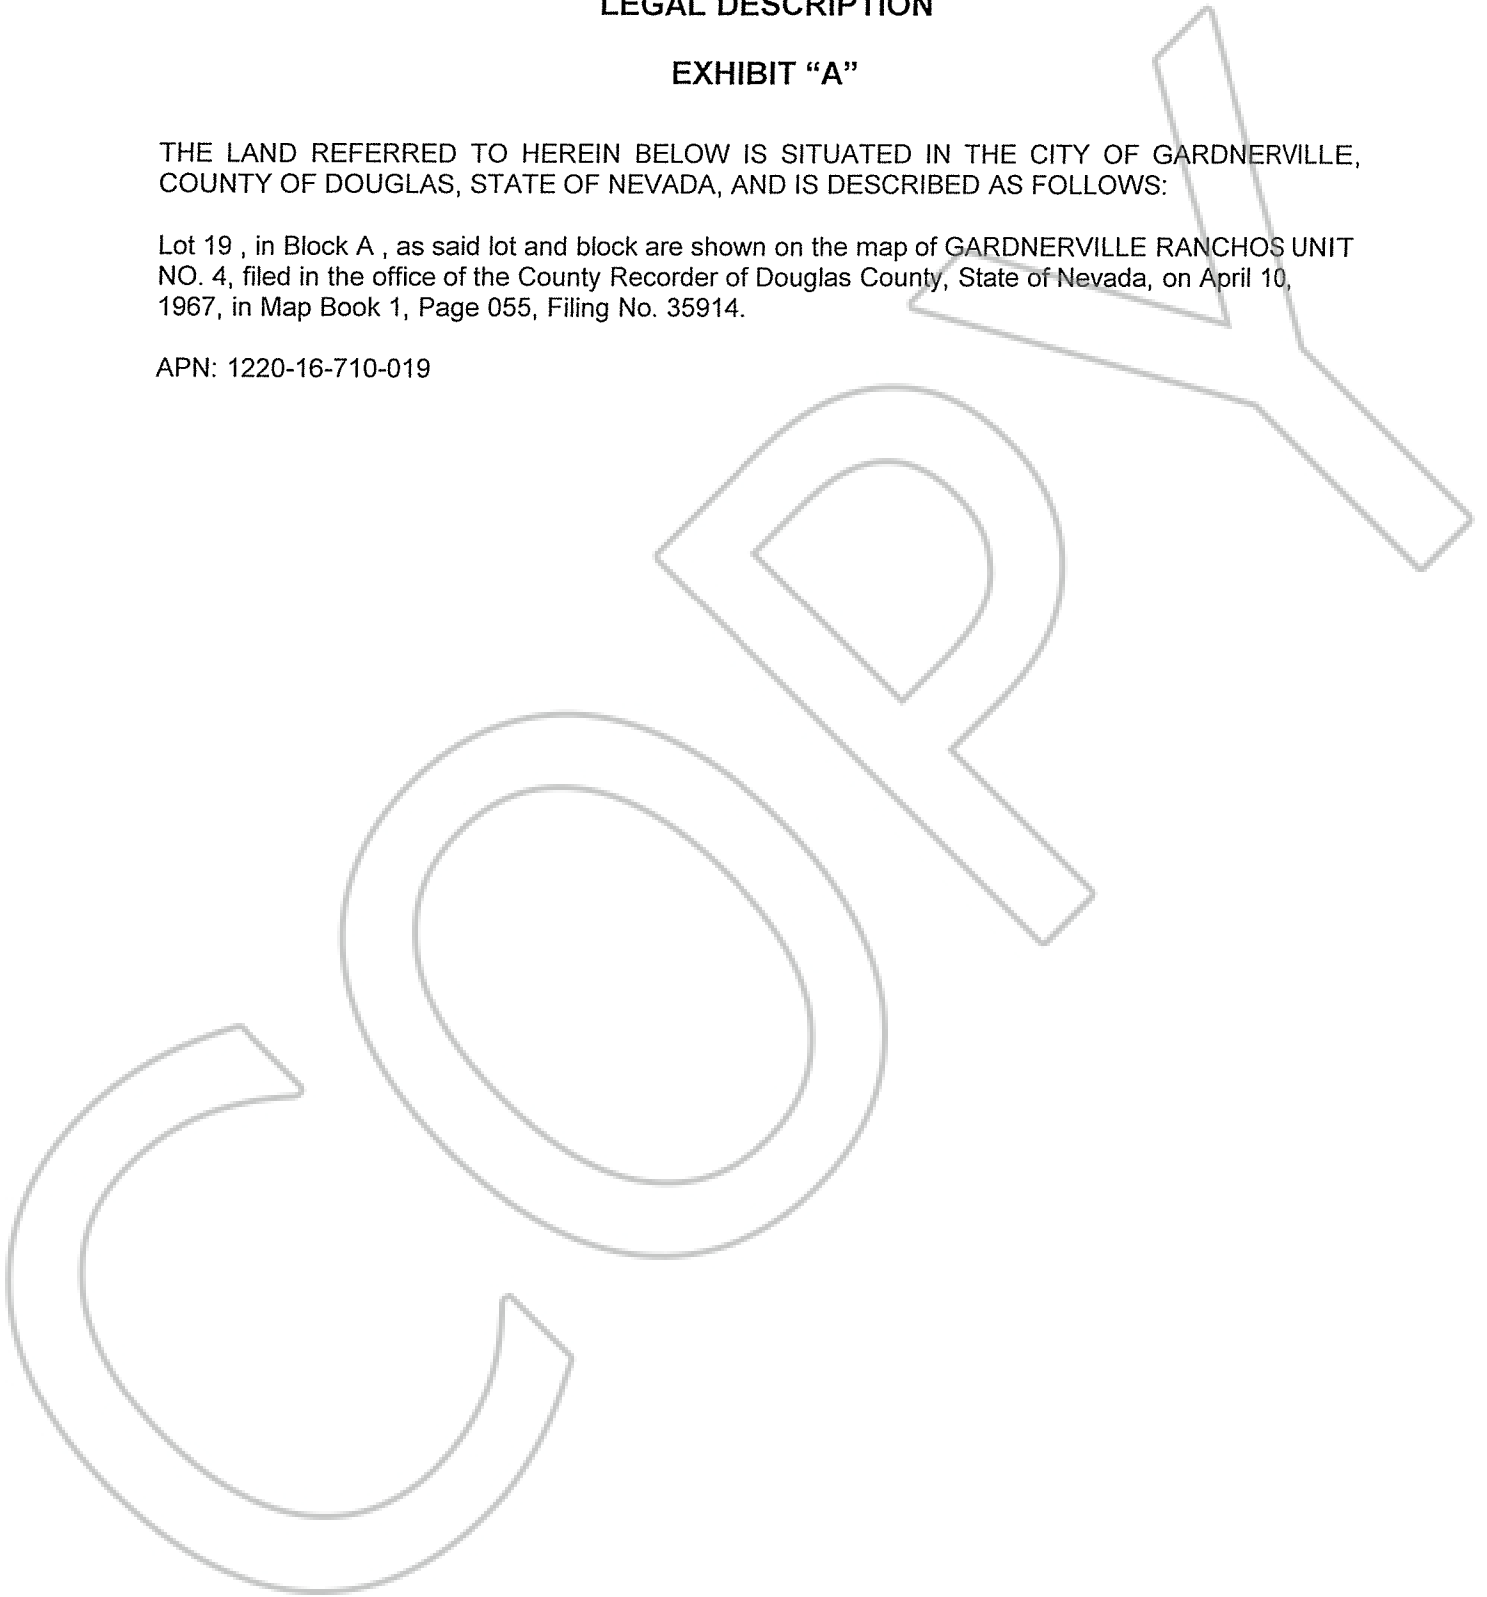 LEGAL DESCRIPTION
EXHIBIT “A”
THE LAND REFERRED TO HEREIN BELOW IS SITUATED IN THE CITY OF GARDNERVILLE,
COUNTY OF DOUGLAS, STATE OF NEVADA, AND IS DESCRIBED AS FOLLOWS:
Lot 19 , in Block A , as said lot and block are shown on the map of GARDNERVILLE RANCHOS UNIT
NO. 4, filed in the office of the County Recorder of Douglas County, State of Nevada, on April 10,
1967, in Map Book 1, Page 055, Filing No. 35914.
APN: 1220-16-710-019
COPY